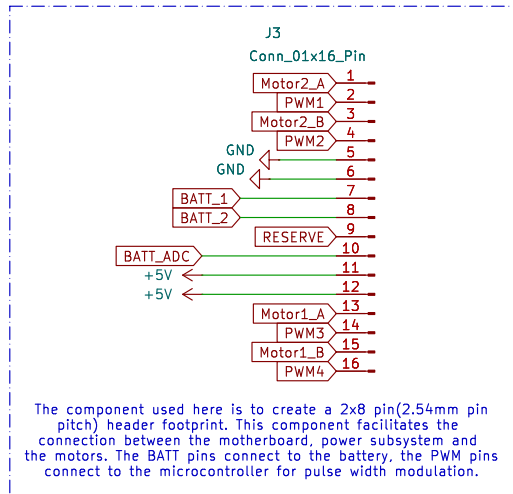 J3
Conn_01x16_Pin
Motor2_A 1
PWM1 2
Motor2_B 3
PWM2 4
GND 5
GND 6
BATT_1 7
BATT_2 8
RESERVE 9
BATT_ADC 10
+5V 11
+5V 12
Motor1_A 13
PWM3 14
Motor1_B 15
PWM4 16
The component used here is to create a 2x8 pin(2.54mm pin
pitch) header footprint. This component facilitates the
connection between the motherboard, power subsystem and
the motors. The BATT pins connect to the battery, the PWM pins
connect to the microcontroller for pulse width modulation.